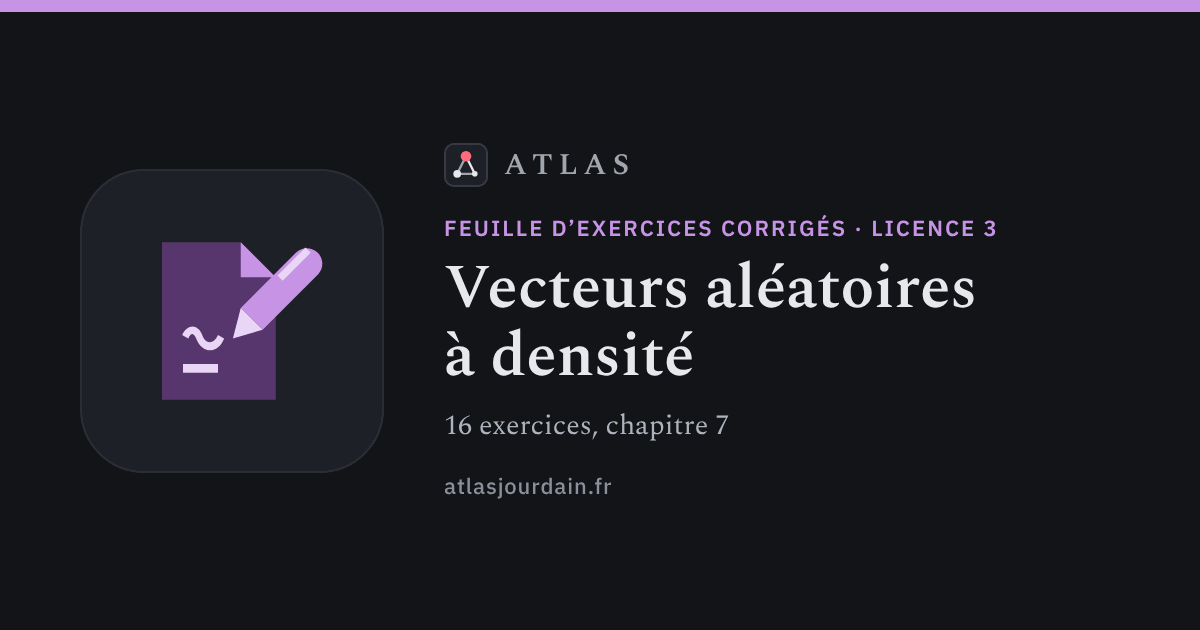 ATLAS
FEUILLE D’EXERCICES CORRIGÉS · LICENCE 3
Vecteurs aléatoires
à densité
16 exercices, chapitre 7
atlasjourdain.fr